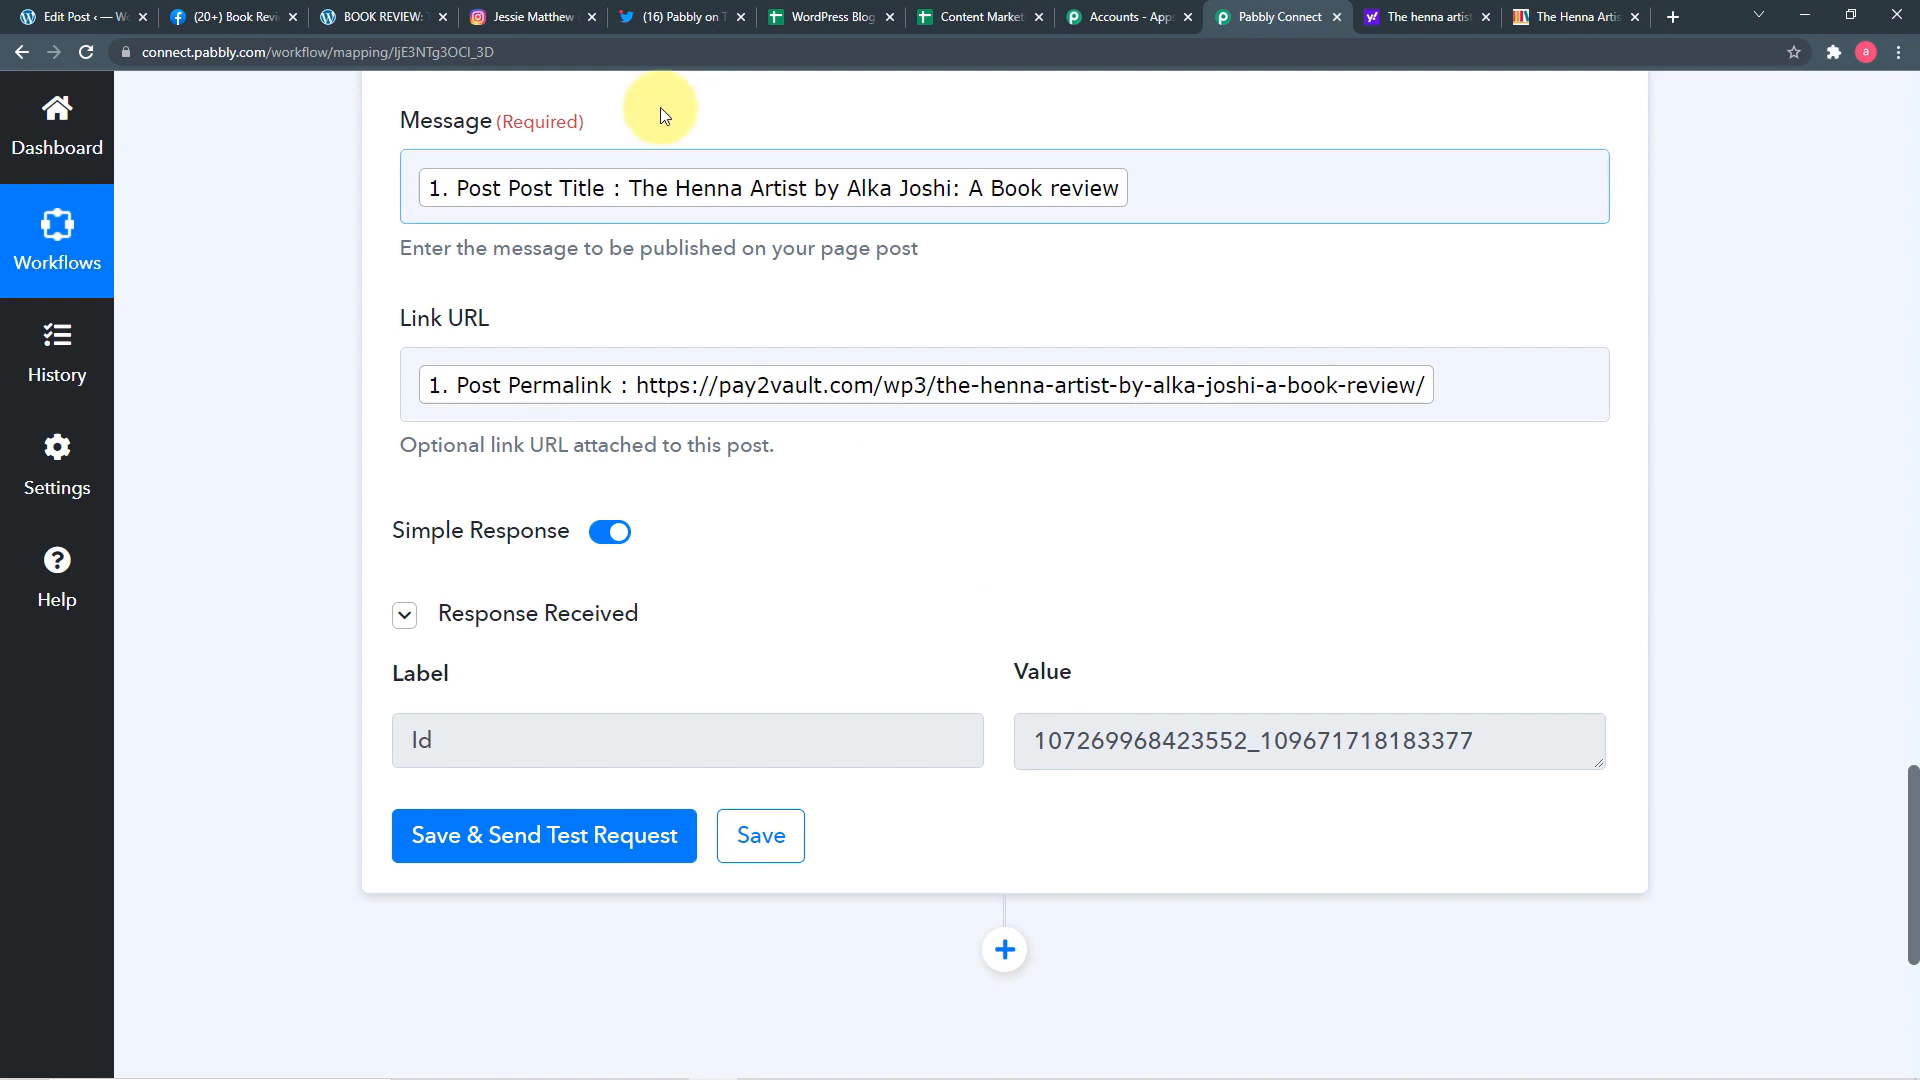 Edit Post ‹ — W
(20+) Book Revi
BOOK REVIEW: T
Jessie Matthew
(16) Pabbly on T
WordPress Blog
Content Market
Accounts - Apps
Pabbly Connect
The henna artist
The Henna Artis
connect.pabbly.com/workflow/mapping/IjE3NTg3OCI_3D
a
Dashboard
Workflows
History
Settings
Help
Message (Required)
1. Post Post Title : The Henna Artist by Alka Joshi: A Book review
Enter the message to be published on your page post
Link URL
1. Post Permalink : https://pay2vault.com/wp3/the-henna-artist-by-alka-joshi-a-book-review/
Optional link URL attached to this post.
Simple Response
Response Received
Label
Value
Id
107269968423552_109671718183377
Save & Send Test Request
Save